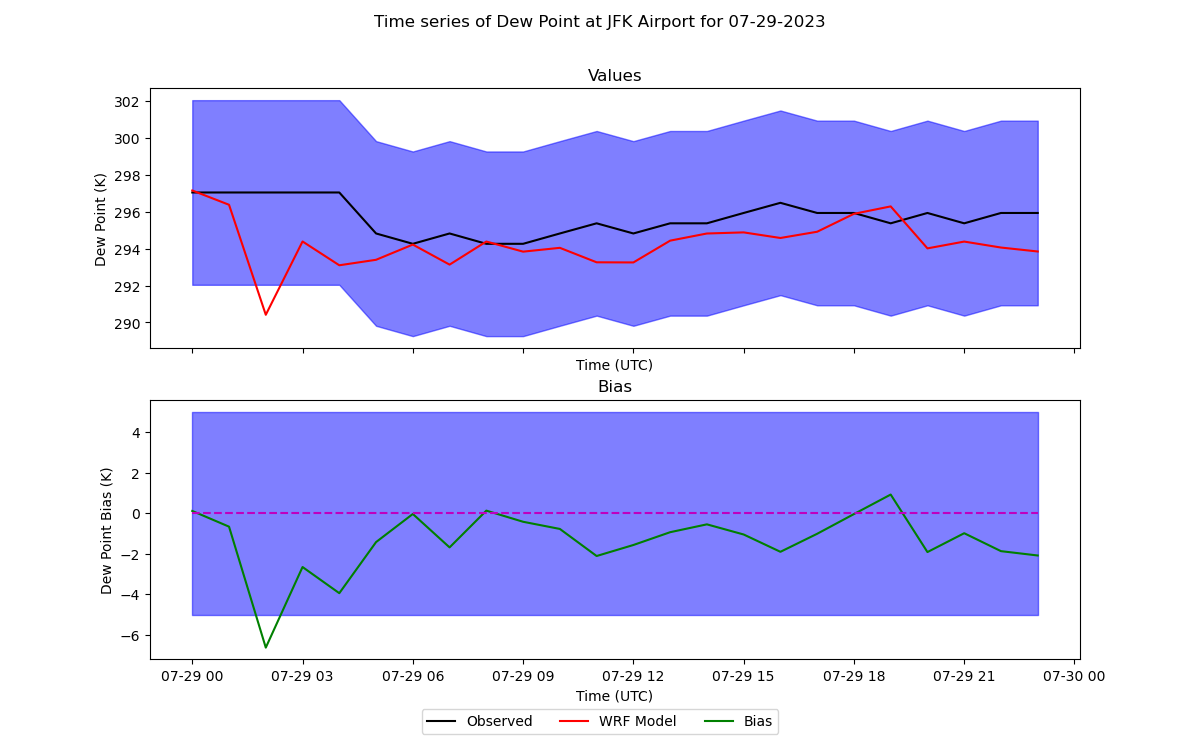 Time series of Dew Point at JFK Airport for 07-29-2023
Values
302
300
298
296
294
292
290
Dew Point (K)
Time (UTC)
Bias
4
2
0
−2
−4
−6
Dew Point Bias (K)
07-29 00 07-29 03 07-29 06 07-29 09 07-29 12 07-29 15 07-29 18 07-29 21 07-30 00
Time (UTC)
Observed WRF Model Bias